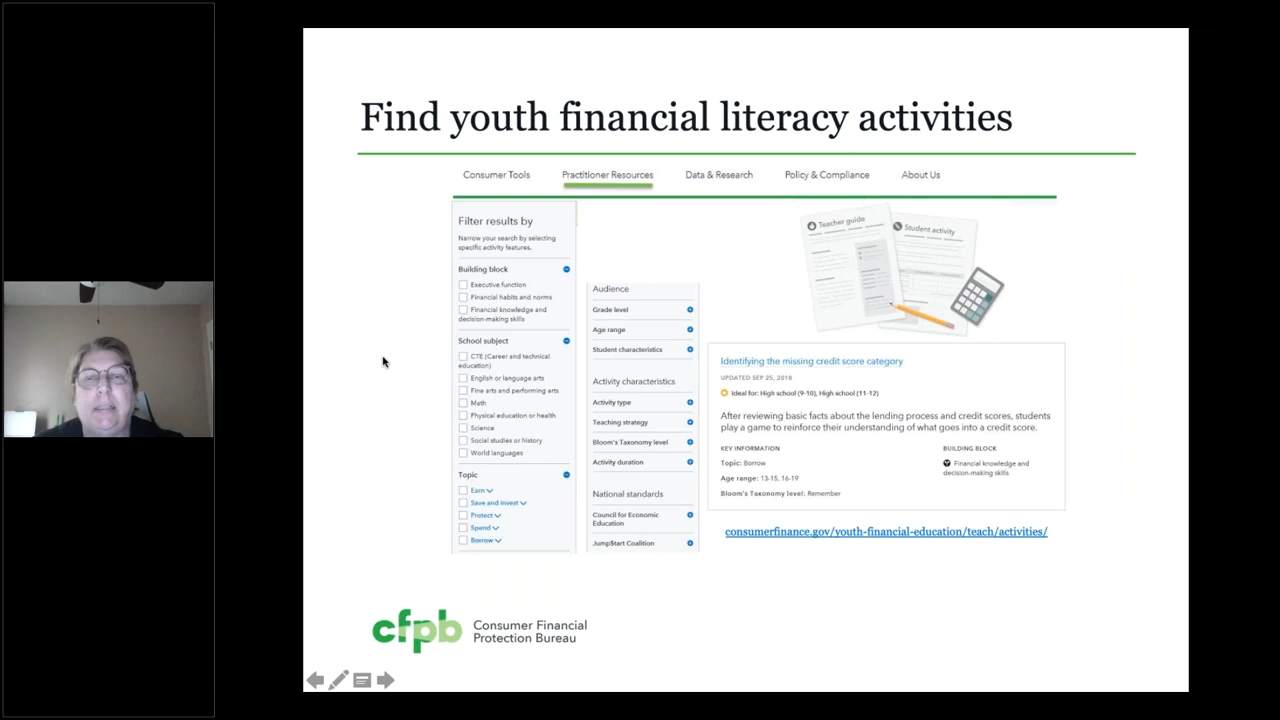 Find youth financial literacy activities
Consumer Tools Practitioner Resources Data & Research Policy & Compliance About Us
Filter results by
Narrow your search by selecting
specific activity features.
Building block
Executive function
Financial habits and norms
Financial knowledge and
decision-making skills
School subject
CTE (Career and technical
education)
English or language arts
Fine arts and performing arts
Math
Physical education or health
Science
Social studies or history
World languages
Topic
Earn
Save and invest
Protect
Spend
Borrow
Audience
Grade level
Age range
Student characteristics
Activity characteristics
Activity type
Teaching strategy
Bloom's Taxonomy level
Activity duration
National standards
Council for Economic
Education
Jump$tart Coalition
Teacher guide
Student activity
Identifying the missing credit score category
UPDATED SEP 25, 2018
Ideal for: High school (9-10), High school (11-12)
After reviewing basic facts about the lending process and credit scores, students
play a game to reinforce their understanding of what goes into a credit score.
KEY INFORMATION
Topic: Borrow
Age range: 13-15, 16-19
Bloom's Taxonomy level: Remember
BUILDING BLOCK
Financial knowledge and
decision-making skills
consumerfinance.gov/youth-financial-education/teach/activities/
cfpb
Consumer Financial
Protection Bureau